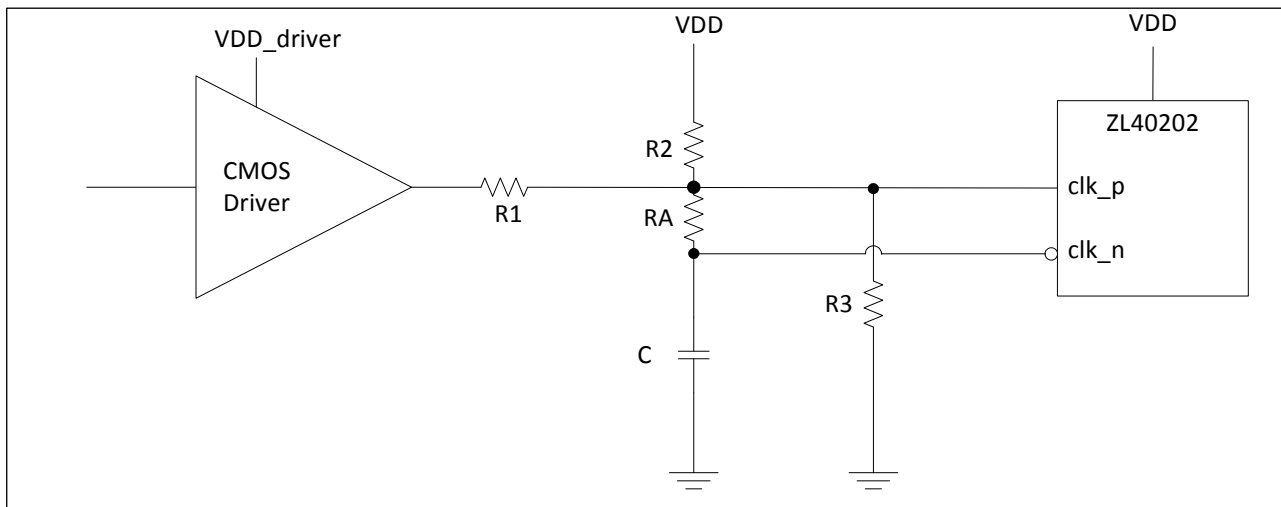 VDD_driver
VDD
VDD
ZL40202
R2
CMOS
Driver
clk_p
R1
RA
clk_n
R3
C